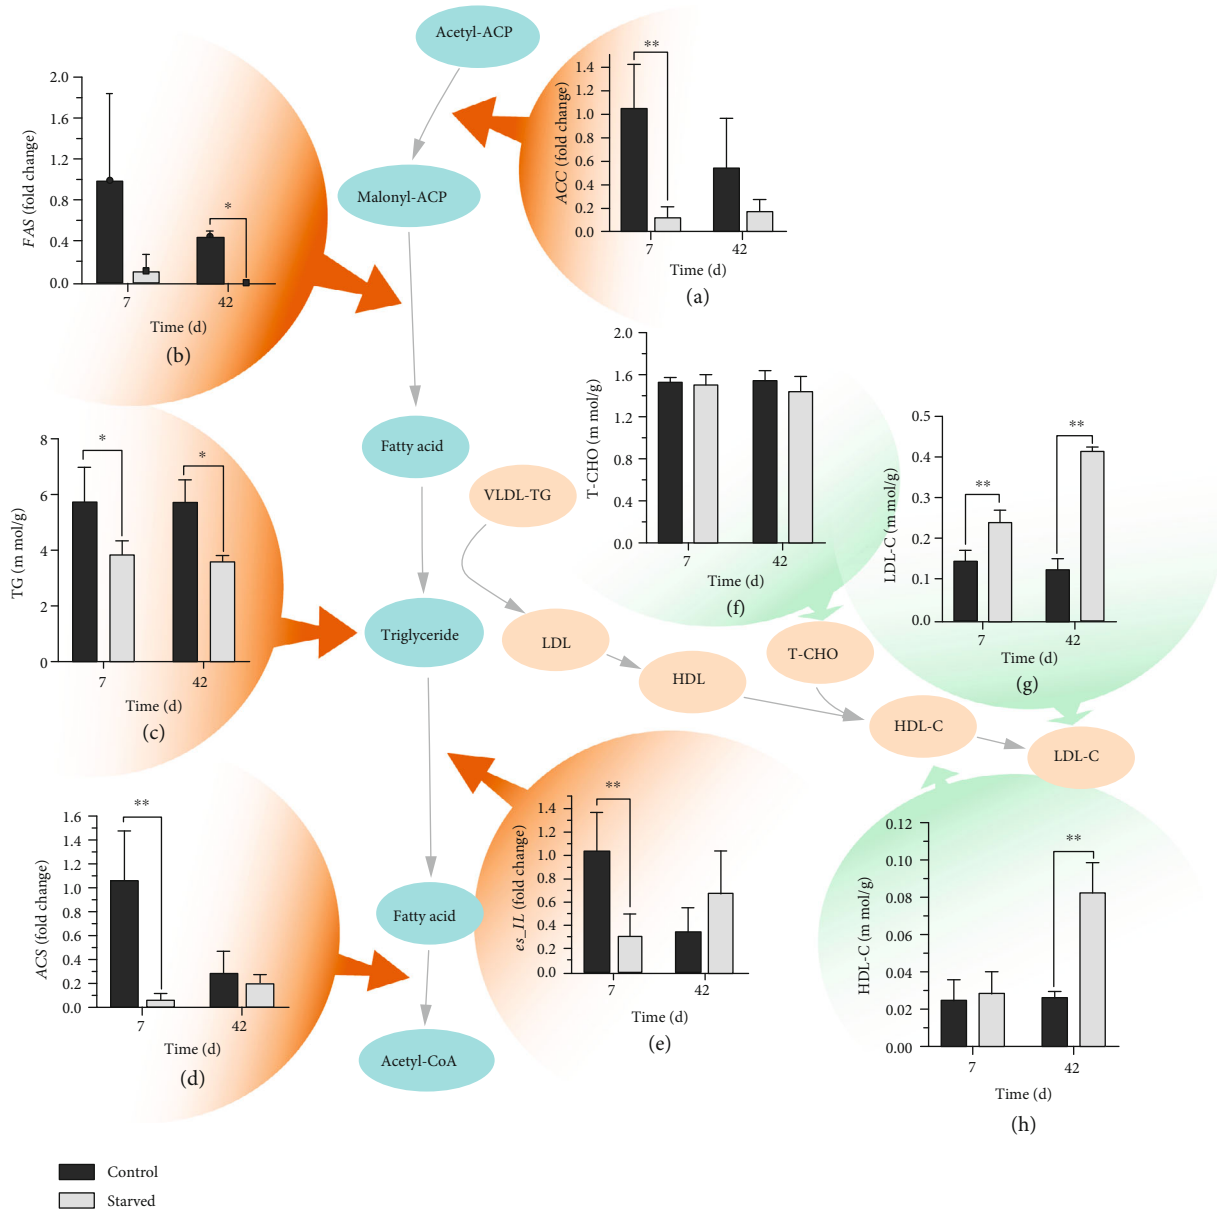 Acetyl-ACP
Malonyl-ACP
Fatty acid
Triglyceride
Fatty acid
Acetyl-CoA
VLDL-TG
LDL
HDL
T-CHO
HDL-C
LDL-C
ACC (fold change)
1.4
1.2
1.0
0.8
0.6
0.4
0.2
0.0
**
7
42
Time (d)
(a)
FAS (fold change)
2.0
1.6
1.2
0.8
0.4
0.0
*
7
42
Time (d)
(b)
TG (m mol/g)
8
6
4
2
0
*
*
7
42
Time (d)
(c)
ACS (fold change)
1.6
1.4
1.2
1.0
0.8
0.6
0.4
0.2
0.0
**
7
42
Time (d)
(d)
es_IL (fold change)
1.4
1.2
1.0
0.8
0.6
0.4
0.2
0.0
**
7
42
Time (d)
(e)
T-CHO (m mol/g)
2.0
1.6
1.2
0.8
0.4
0.0
7
42
Time (d)
(f)
LDL-C (m mol/g)
0.5
0.4
0.3
0.2
0.1
0.0
**
**
7
42
Time (d)
(g)
HDL-C (m mol/g)
0.12
0.10
0.08
0.06
0.04
0.02
0.00
**
7
42
Time (d)
(h)
Control
Starved